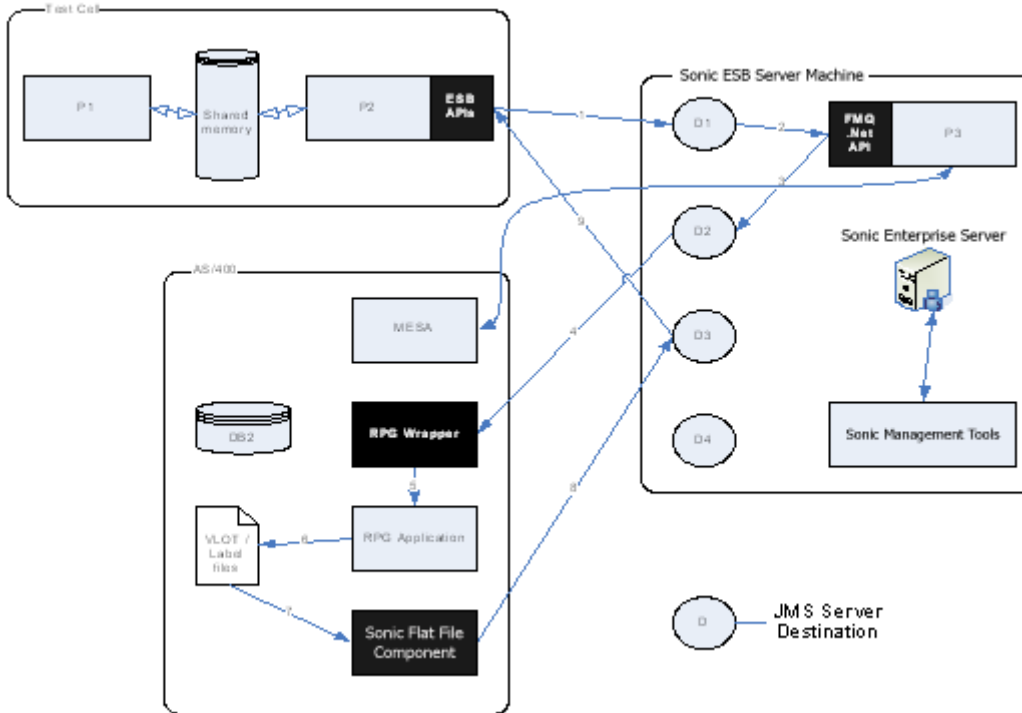 Test Cell
P1
Shared
memory
P2
ESB
APIs
1
Sonic ESB Server Machine
D1
2
FMQ
.Net
API
P3
3
9
D2
Sonic Enterprise Server
AS/400
MESA
4
D3
DB2
RPG Wrapper
D4
Sonic Management Tools
5
8
VLOT /
Label
files
6
RPG Application
7
Sonic Flat File
Component
D
JMS Server
Destination